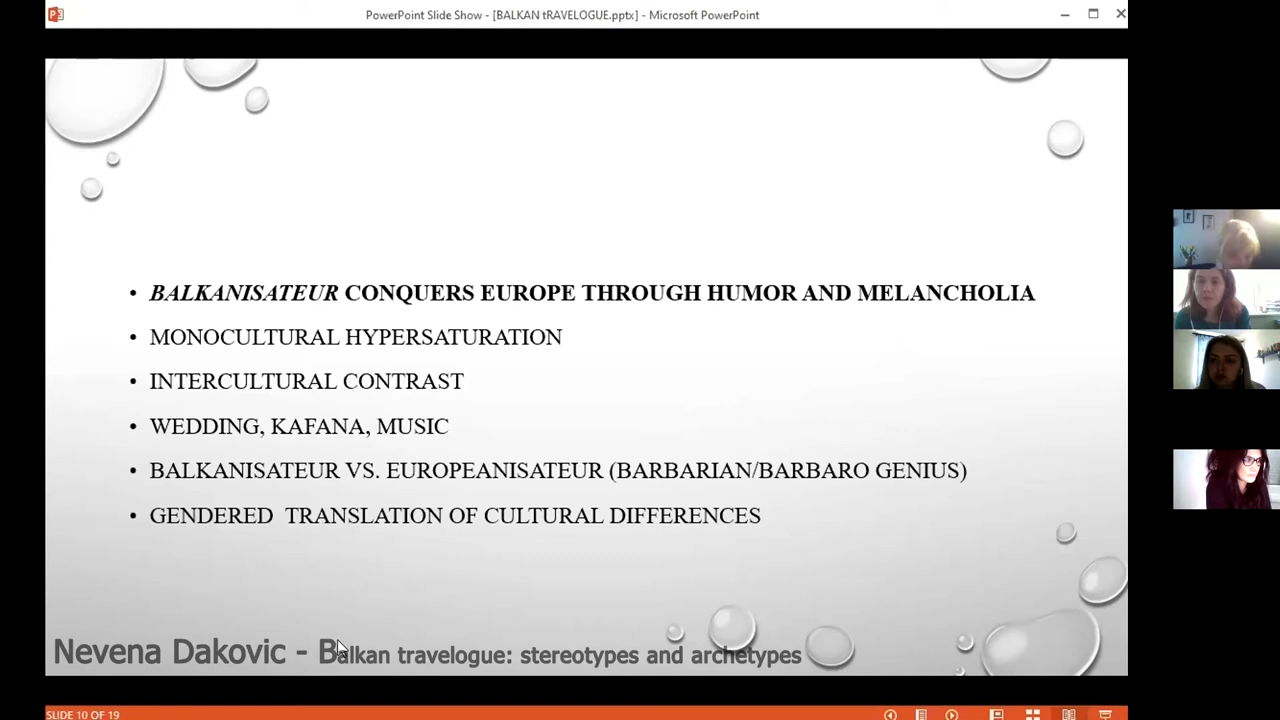 PowerPoint Slide Show - [BALKAN tRAVELOGUE.pptx] - Microsoft PowerPoint
• BALKANISATEUR CONQUERS EUROPE THROUGH HUMOR AND MELANCHOLIA
• MONOCULTURAL HYPERSATURATION
• INTERCULTURAL CONTRAST
• WEDDING, KAFANA, MUSIC
• BALKANISATEUR VS. EUROPEANISATEUR (BARBARIAN/BARBARO GENIUS)
• GENDERED TRANSLATION OF CULTURAL DIFFERENCES
Nevena Dakovic - Balkan travelogue: stereotypes and archetypes
SLIDE 10 OF 19